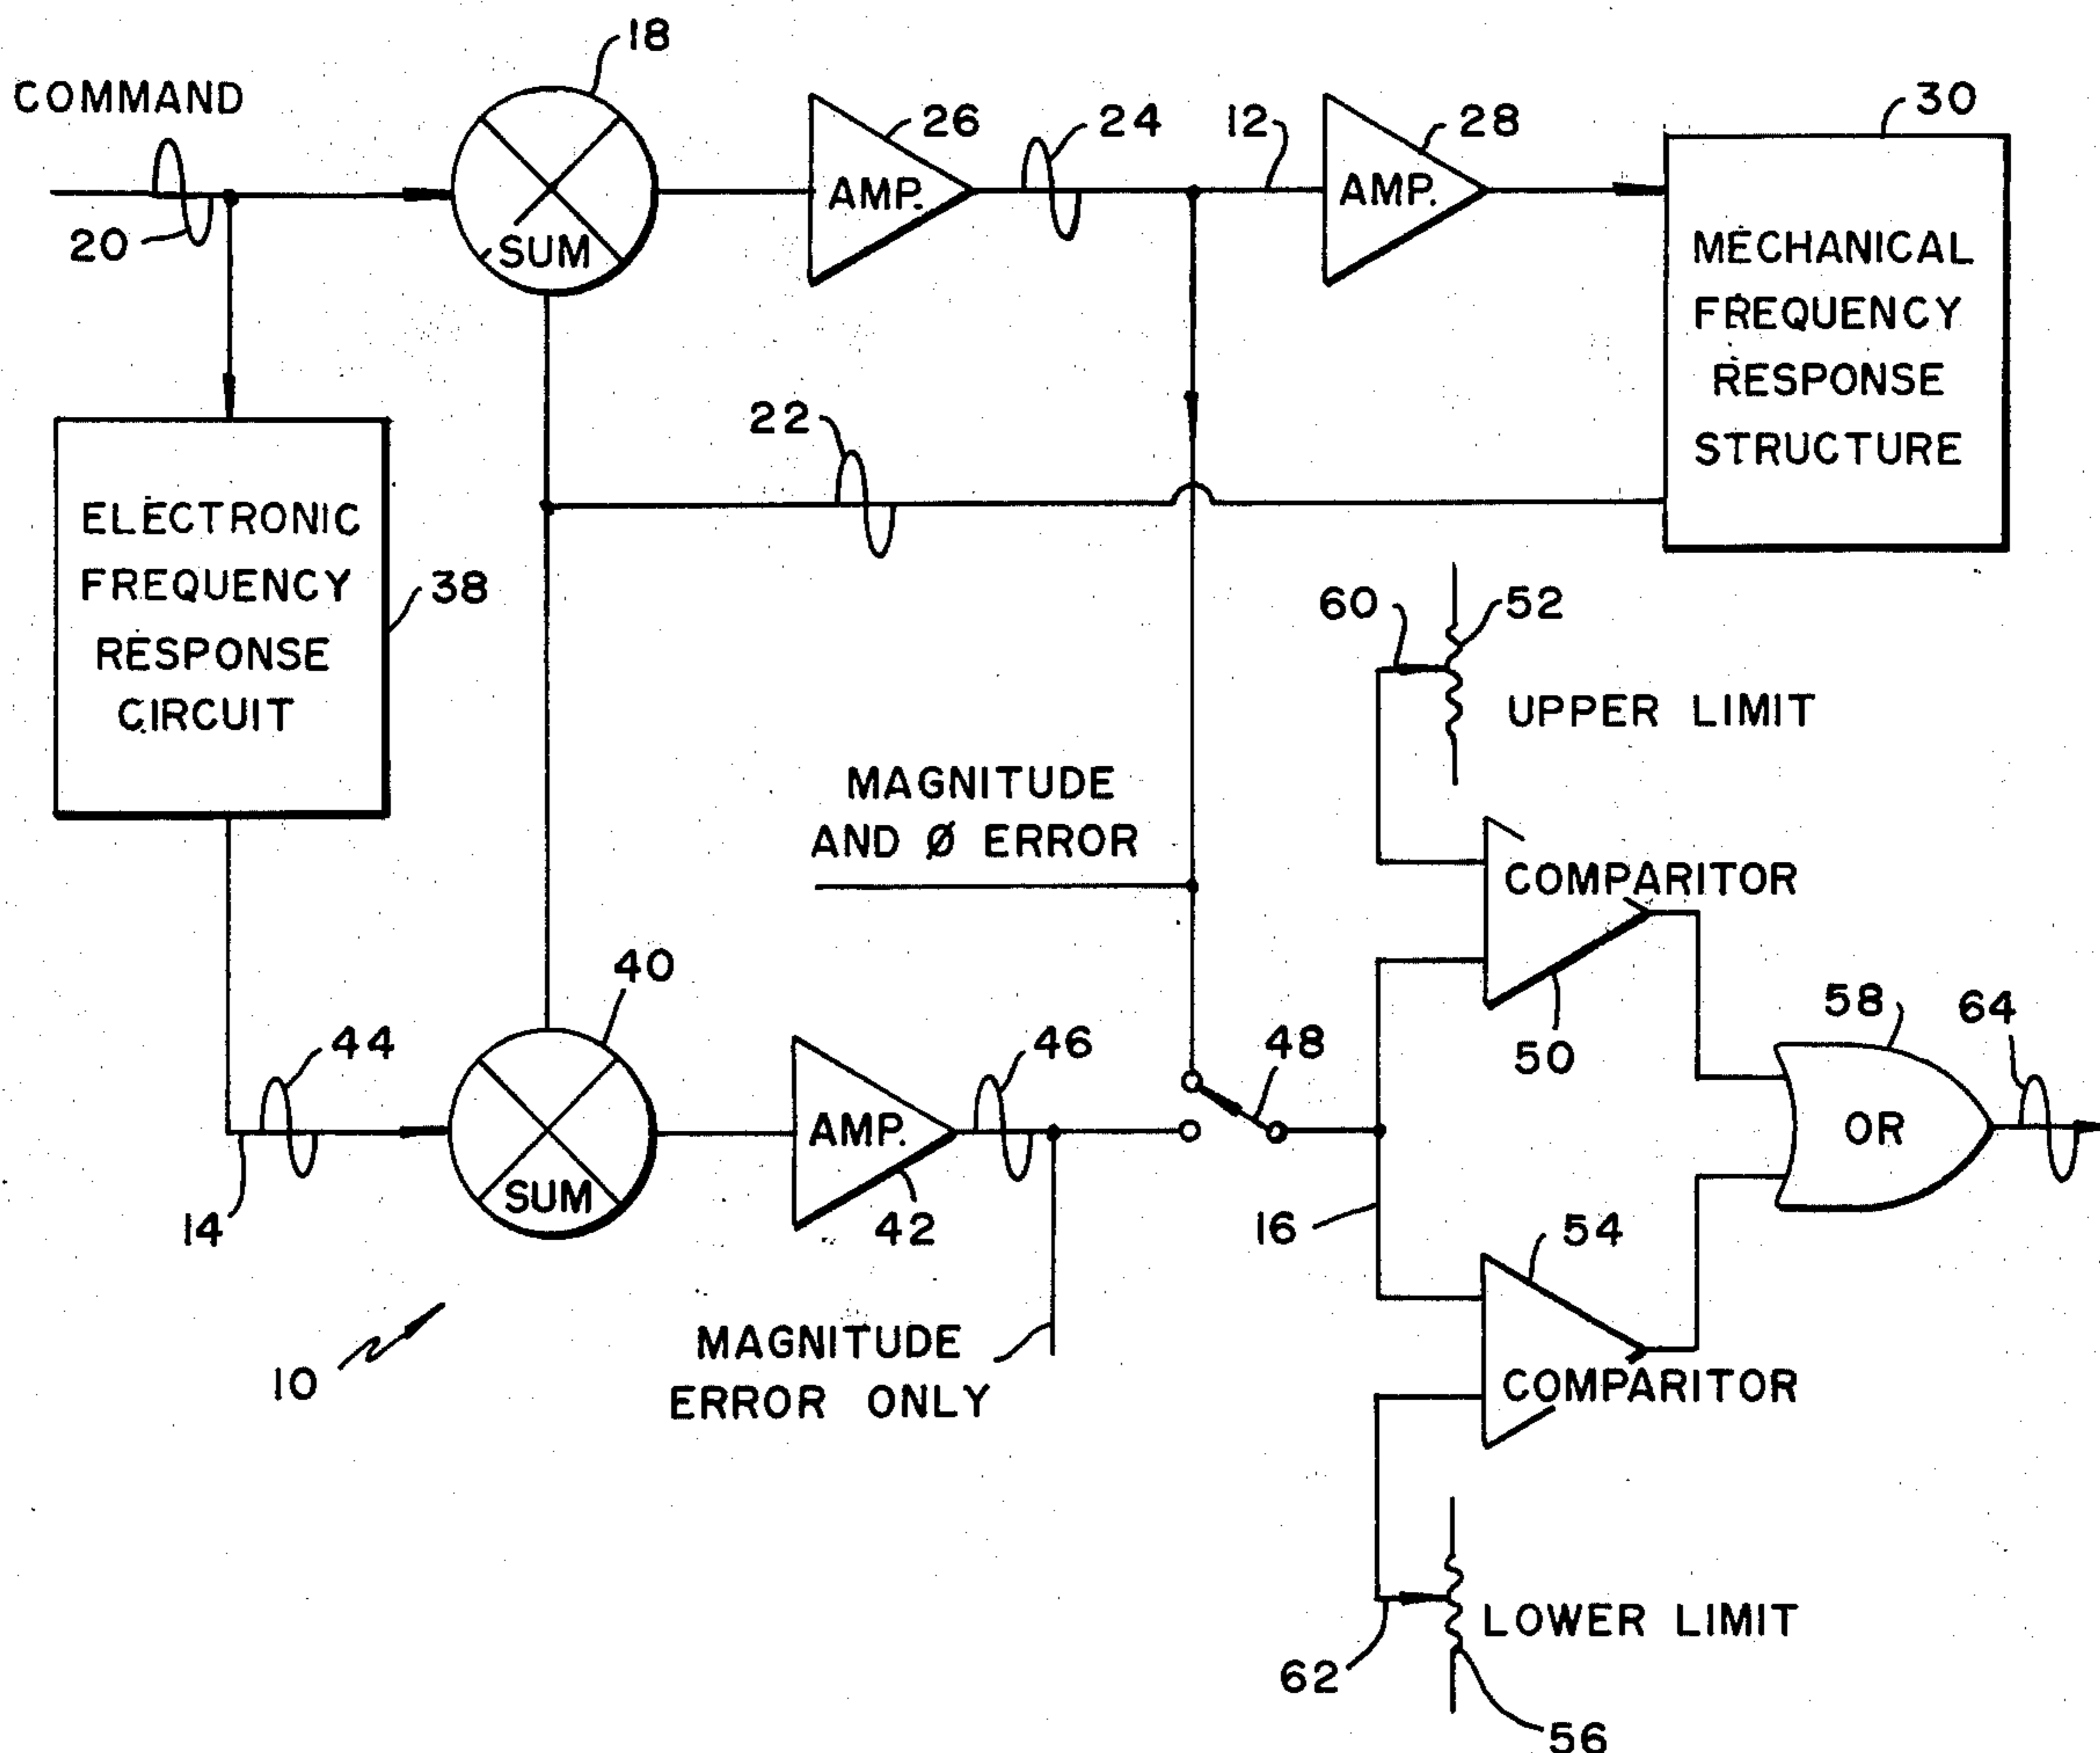 18
COMMAND
20
SUM
26
AMP.
24
12
28
AMP.
30
MECHANICAL
FREQUENCY
RESPONSE
STRUCTURE
22
ELECTRONIC
FREQUENCY
RESPONSE
CIRCUIT
38
60
52
UPPER LIMIT
MAGNITUDE
AND Ø ERROR
COMPARITOR
50
40
44
14
SUM
AMP.
42
46
48
16
58
64
OR
54
COMPARITOR
MAGNITUDE
ERROR ONLY
10
LOWER LIMIT
62
56